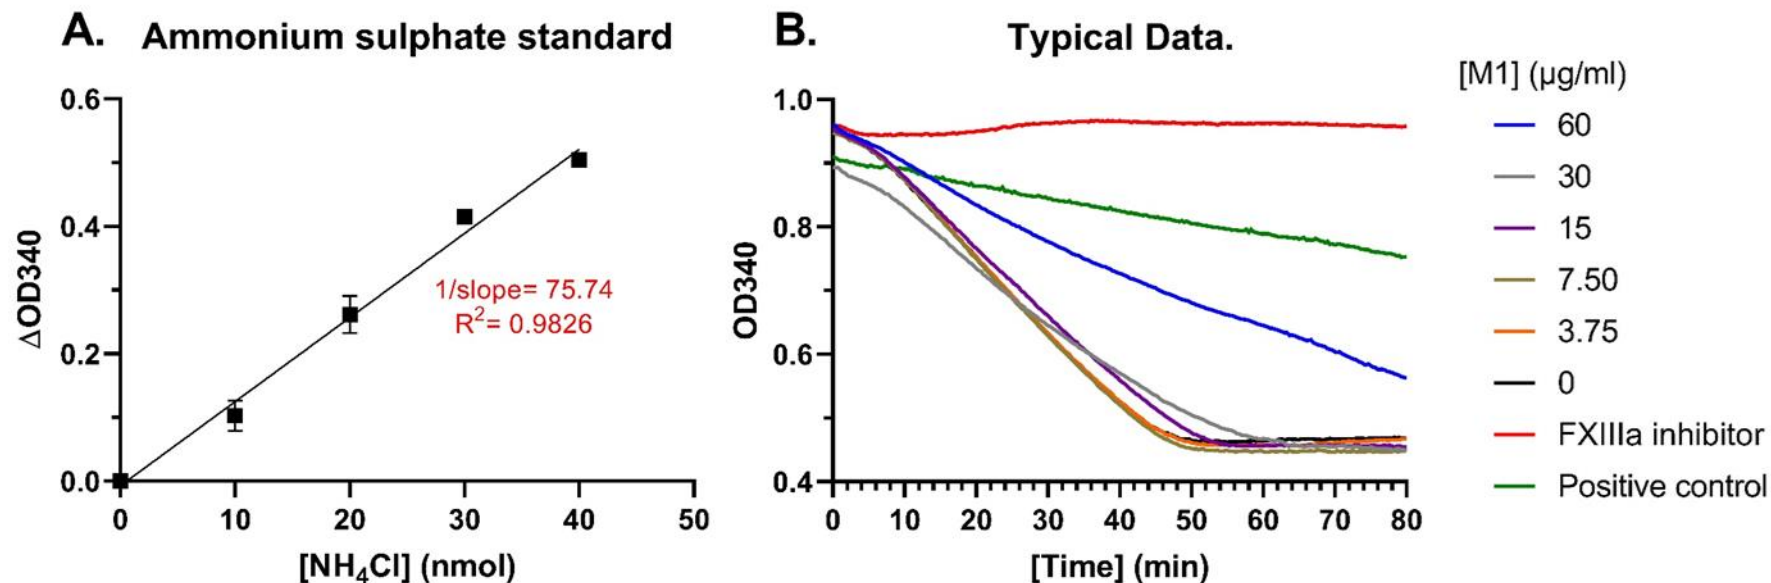 A. Ammonium sulphate standard
ΔOD340
0.6
0.4
0.2
0.0
1/slope= 75.74
R²= 0.9826
0 10 20 30 40 50
[NH₄Cl] (nmol)
B. Typical Data.
OD340
1.0
0.8
0.6
0.4
0 10 20 30 40 50 60 70 80
[Time] (min)
[M1] (µg/ml)
60
30
15
7.50
3.75
0
FXIIIa inhibitor
Positive control